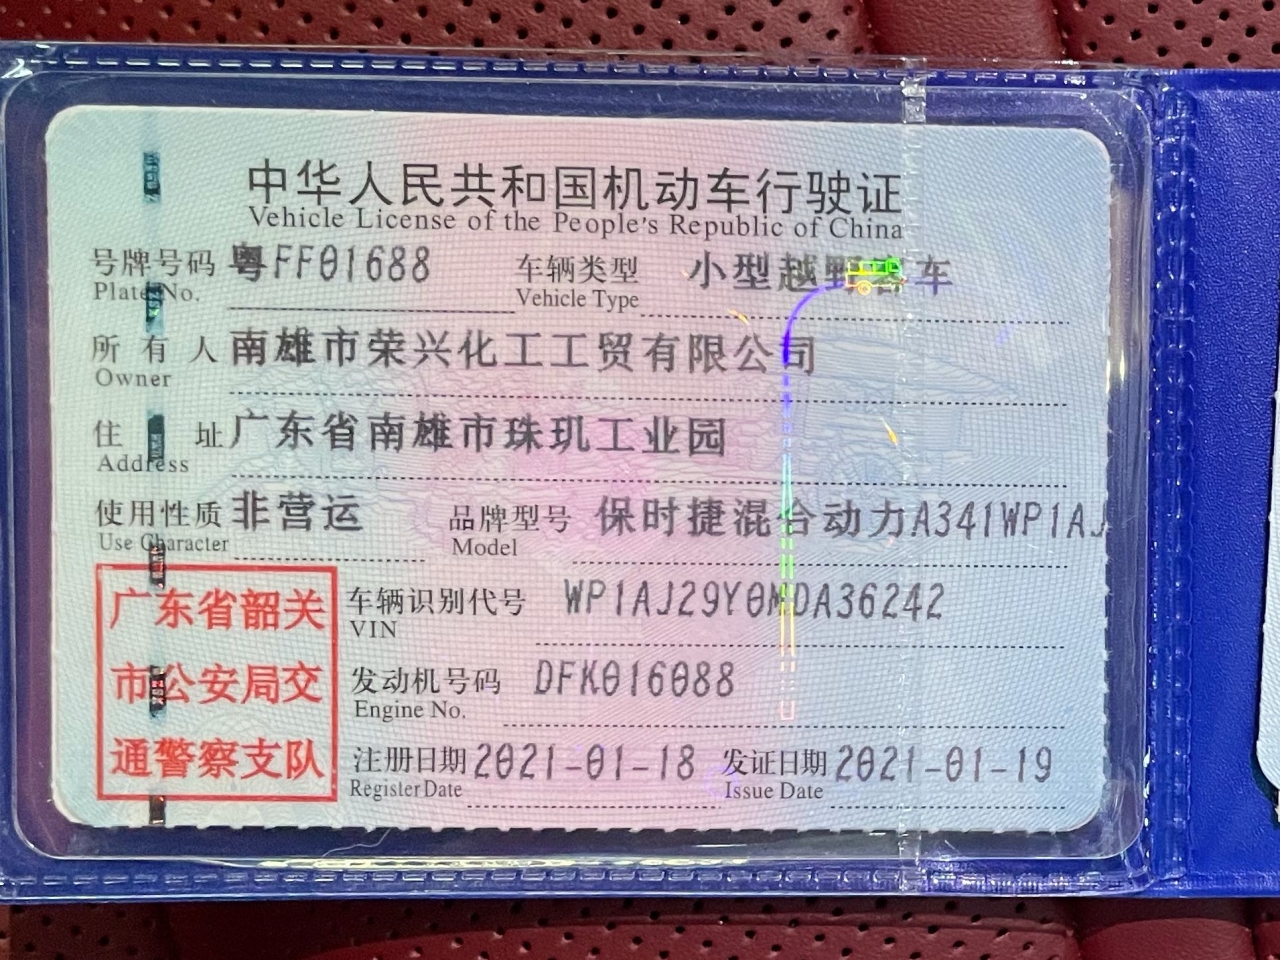 中华人民共和国机动车行驶证
Vehicle License of the People's Republic of China
号牌号码 粤FF01688 车辆类型 小型越野客车
Plate No. Vehicle Type
所有人 南雄市荣兴化工工贸有限公司
Owner
住址 广东省南雄市珠玑工业园
Address
使用性质 非营运 品牌型号 保时捷混合动力A341WP1AJ
Use Character Model
车辆识别代号 WP1AJ29Y0MDA36242
VIN
发动机号码 DFK016088
Engine No.
注册日期 2021-01-18 发证日期 2021-01-19
Register Date Issue Date
广东省韶关
市公安局交
通警察支队